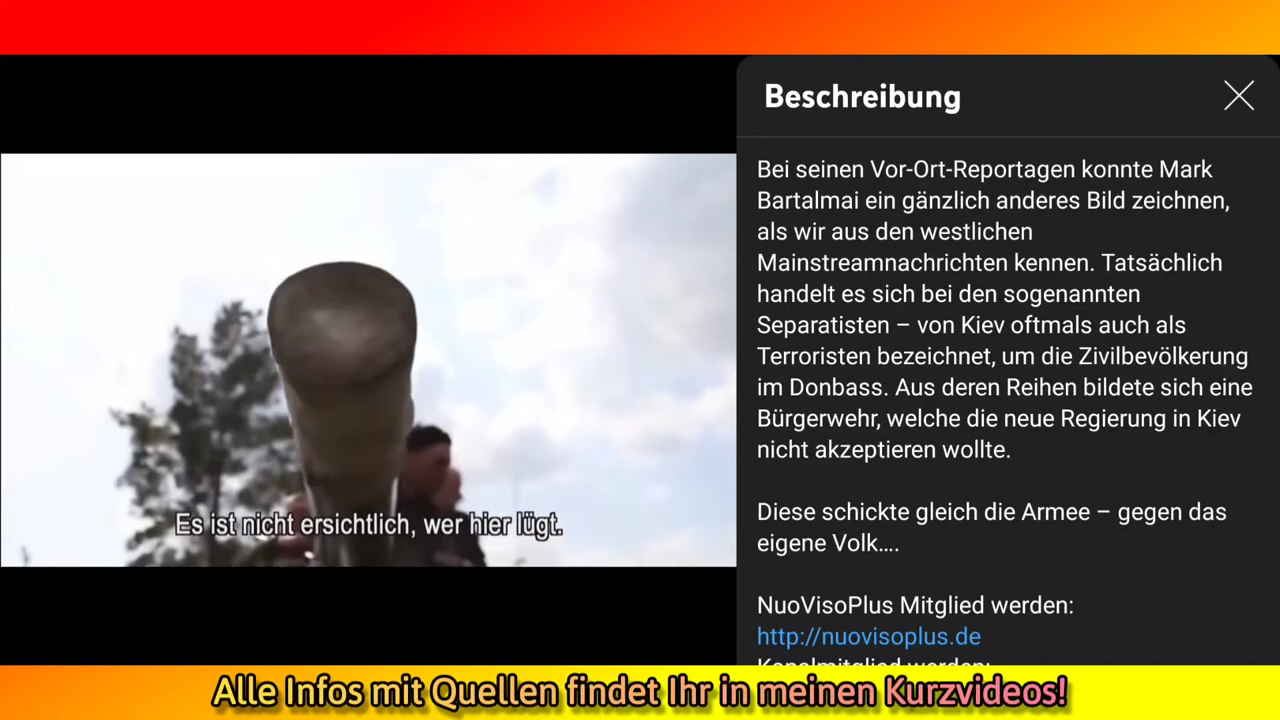 Beschreibung
Bei seinen Vor-Ort-Reportagen konnte Mark
Bartalmai ein gänzlich anderes Bild zeichnen,
als wir aus den westlichen
Mainstreamnachrichten kennen. Tatsächlich
handelt es sich bei den sogenannten
Separatisten – von Kiev oftmals auch als
Terroristen bezeichnet, um die Zivilbevölkerung
im Donbass. Aus deren Reihen bildete sich eine
Bürgerwehr, welche die neue Regierung in Kiev
nicht akzeptieren wollte.
Diese schickte gleich die Armee – gegen das
eigene Volk....
NuoVisoPlus Mitglied werden:
http://nuovisoplus.de
Kanalmitglied werden:
Es ist nicht ersichtlich, wer hier lügt.
Alle Infos mit Quellen findet Ihr in meinen Kurzvideos!